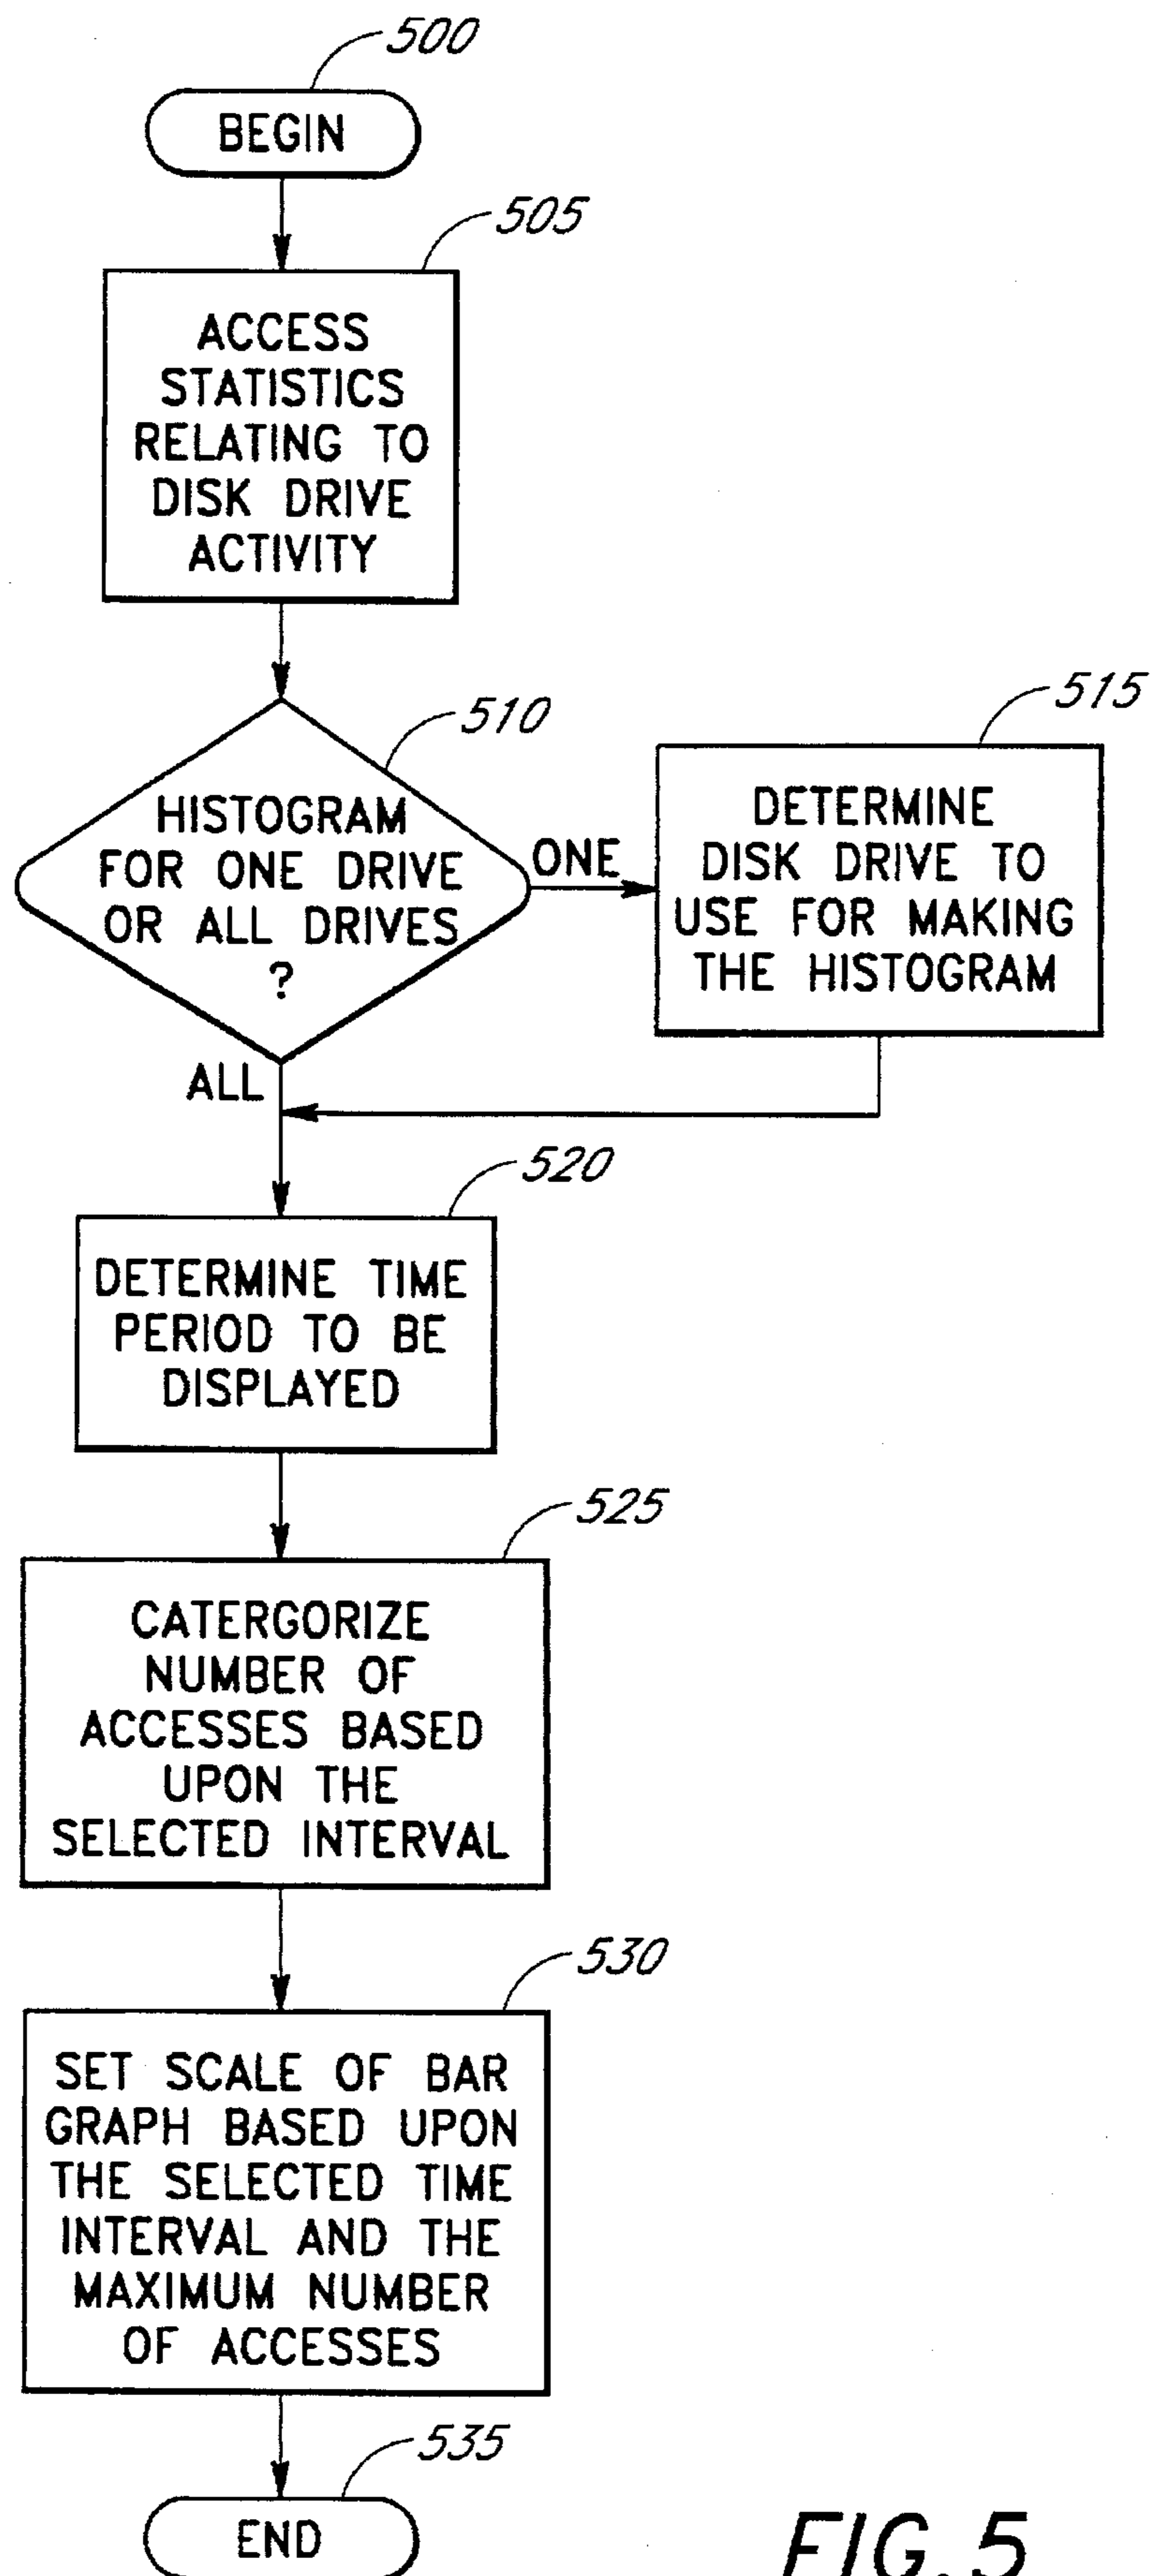 500
BEGIN
505
ACCESS
STATISTICS
RELATING TO
DISK DRIVE
ACTIVITY
510
HISTOGRAM
FOR ONE DRIVE
OR ALL DRIVES
?
ONE
515
DETERMINE
DISK DRIVE TO
USE FOR MAKING
THE HISTOGRAM
ALL
520
DETERMINE TIME
PERIOD TO BE
DISPLAYED
525
CATERGORIZE
NUMBER OF
ACCESSES BASED
UPON THE
SELECTED INTERVAL
530
SET SCALE OF BAR
GRAPH BASED UPON
THE SELECTED TIME
INTERVAL AND THE
MAXIMUM NUMBER
OF ACCESSES
535
END
FIG. 5